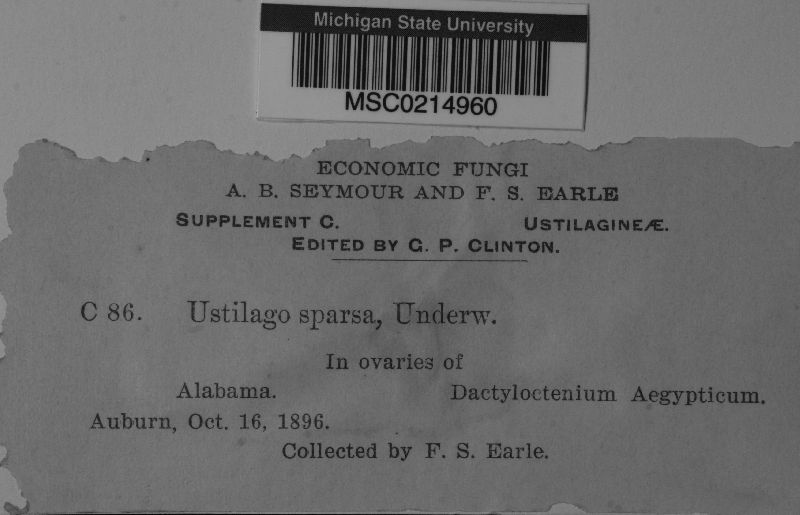 Michigan State University
MSC0214960
ECONOMIC FUNGI
A. B. SEYMOUR AND F. S. EARLE
SUPPLEMENT C. USTILAGINEÆ.
EDITED BY G. P. CLINTON.
C 86. Ustilago sparsa, Underw.
In ovaries of
Alabama. Dactyloctenium Aegypticum.
Auburn, Oct. 16, 1896.
Collected by F. S. Earle.